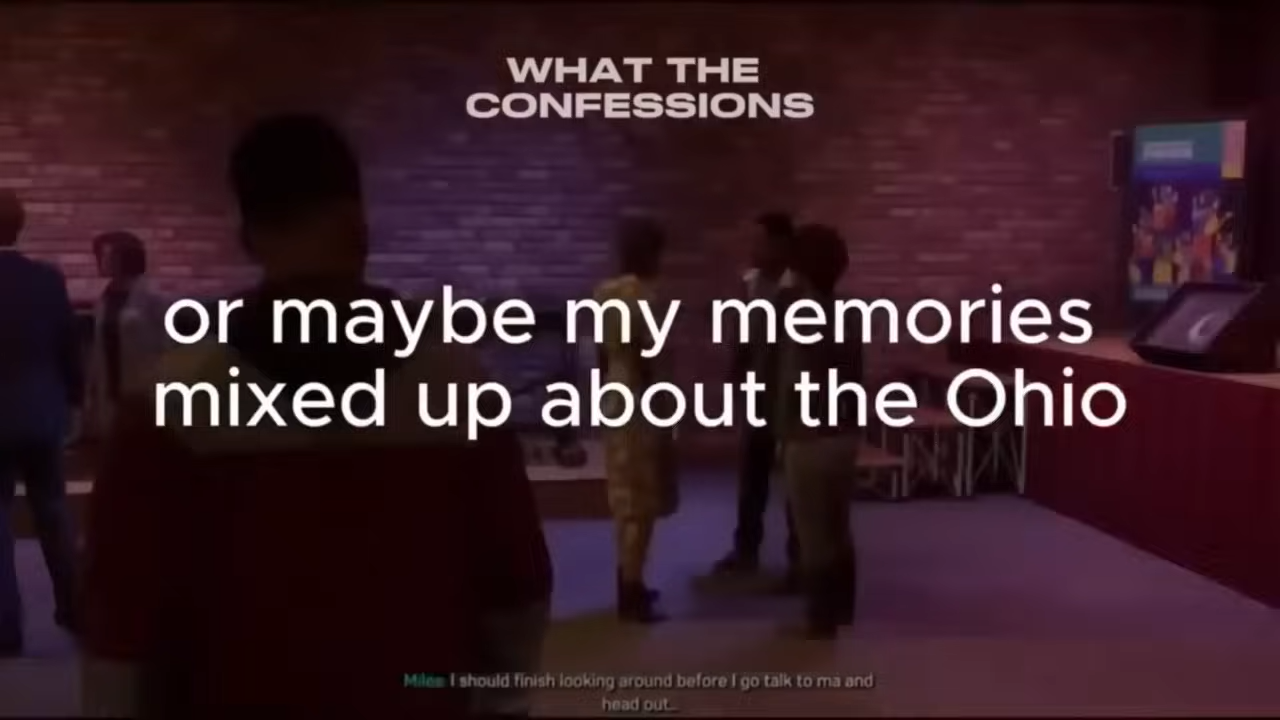 WHAT THE
CONFESSIONS
or maybe my memories
mixed up about the Ohio
Miles: I should finish looking around before I go talk to ma and
head out...